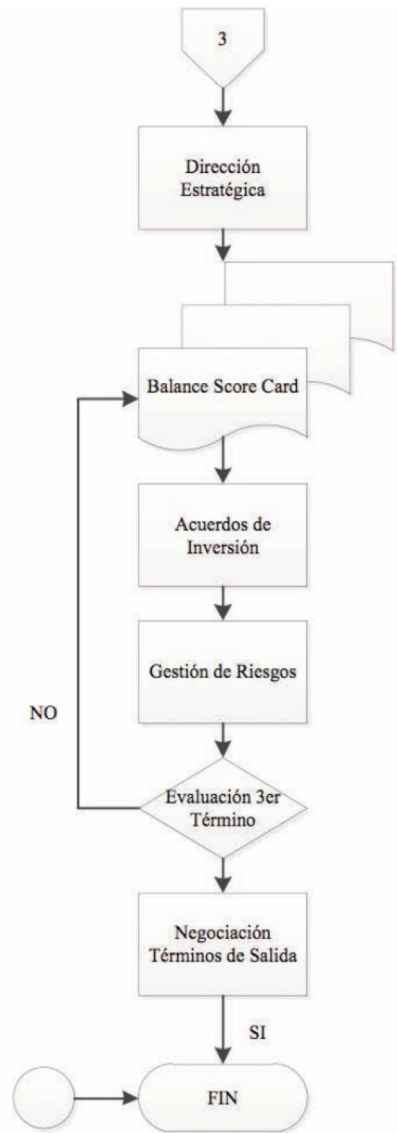 3
Dirección
Estratégica
Balance Score Card
Acuerdos de
Inversión
Gestión de Riesgos
NO
Evaluación 3er
Término
Negociación
Términos de Salida
SI
FIN